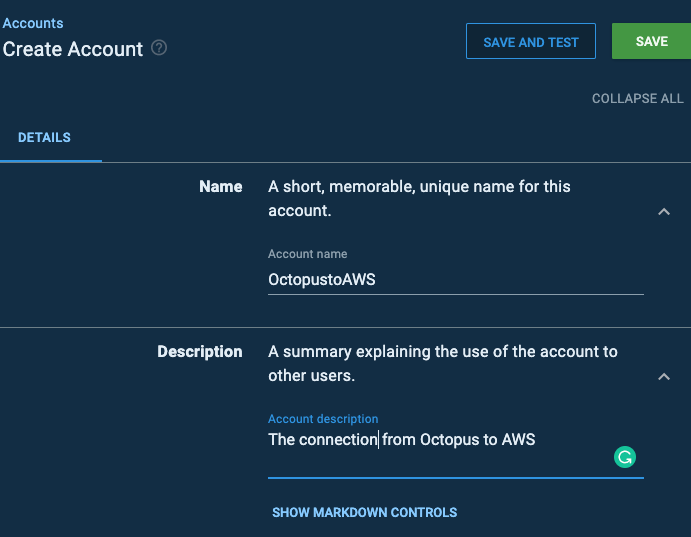 Accounts
Create Account
SAVE AND TEST
SAVE
COLLAPSE ALL
DETAILS
Name
A short, memorable, unique name for this
account.
Account name
OctopustoAWS
Description
A summary explaining the use of the account to
other users.
Account description
The connection from Octopus to AWS
SHOW MARKDOWN CONTROLS